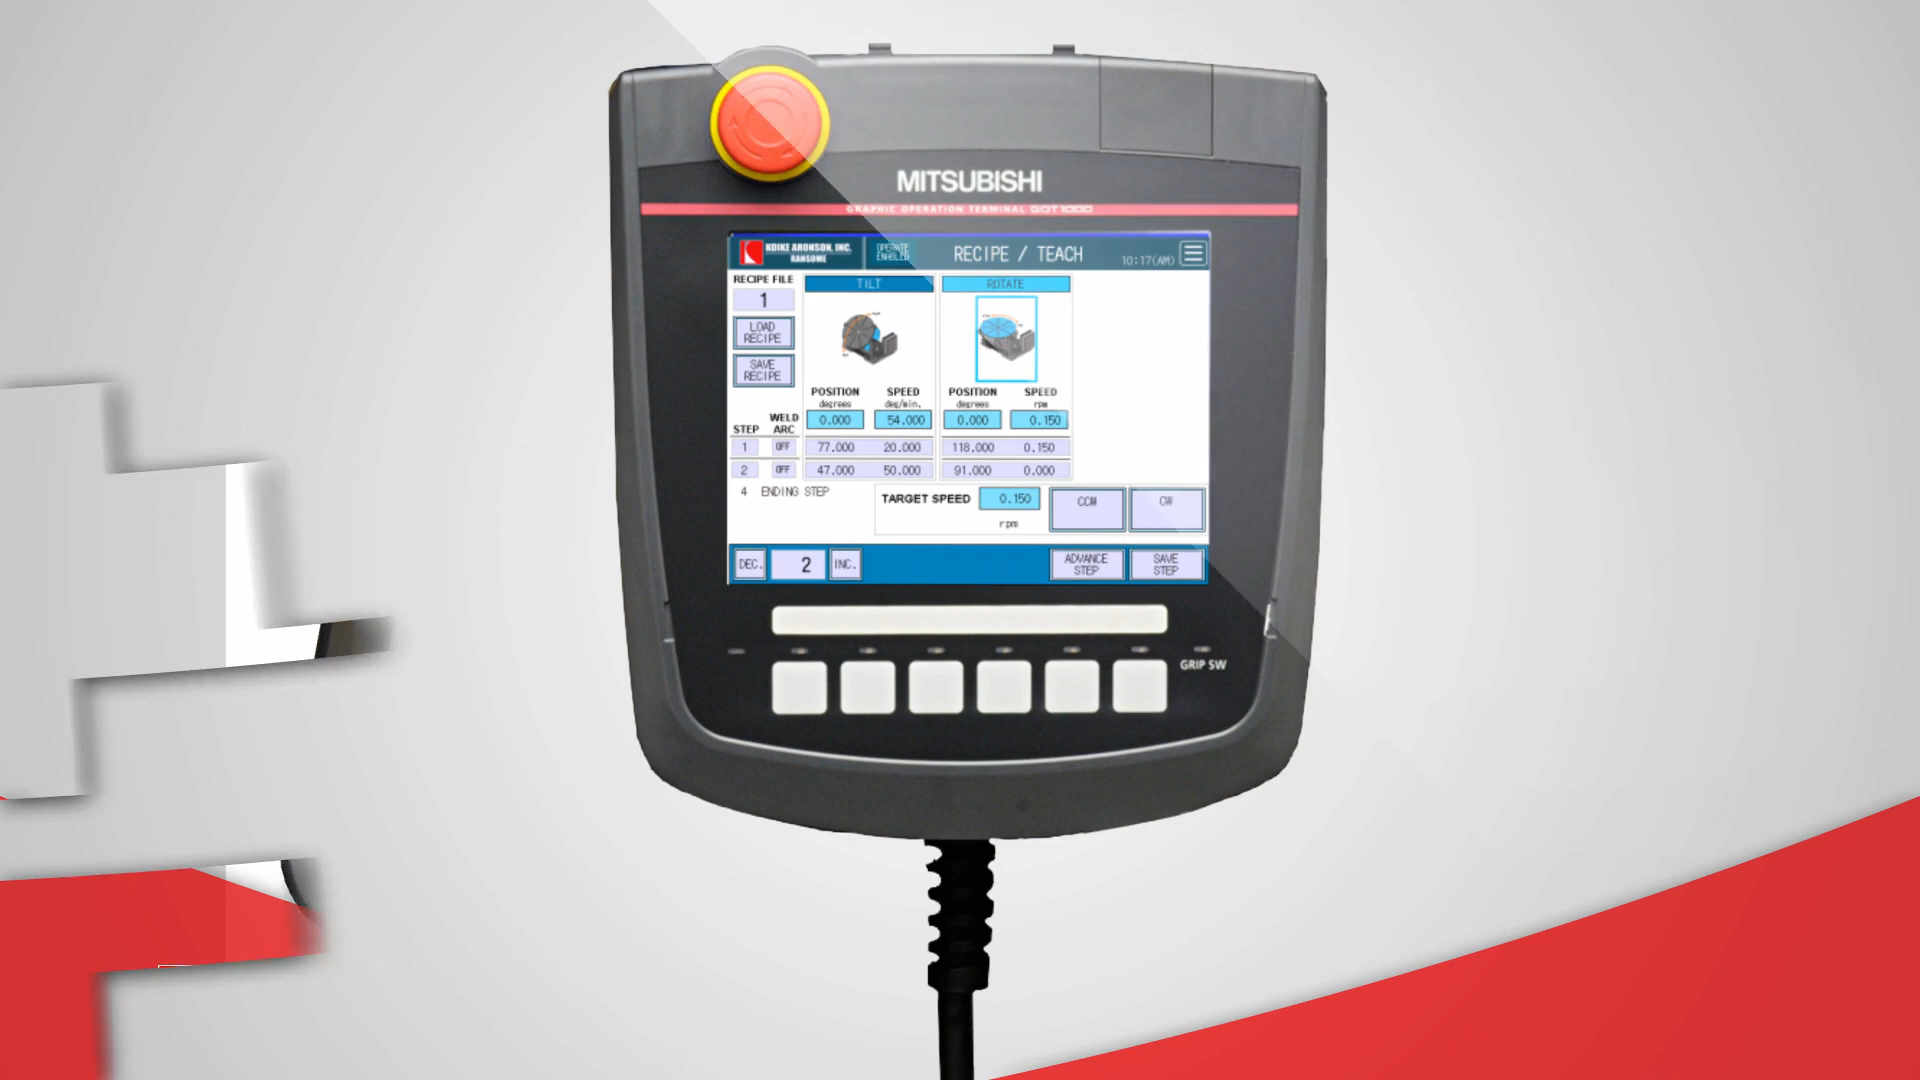 MITSUBISHI
GRAPHIC OPERATION TERMINAL GOT1000
KOIKE ARONSON, INC.
RANSOME
OPERATE
ENABLED
RECIPE / TEACH
10:17(AM)
RECIPE FILE
1
LOAD
RECIPE
SAVE
RECIPE
TILT
ROTATE
POSITION SPEED POSITION SPEED
degrees deg/min. degrees rpm
0.000 54.000 0.000 0.150
WELD
STEP ARC
1 OFF 77.000 20.000 118.000 0.150
2 OFF 47.000 50.000 91.000 0.000
4 ENDING STEP
TARGET SPEED 0.150
rpm
CCW
CW
DEC. 2 INC.
ADVANCE
STEP
SAVE
STEP
GRIP SW